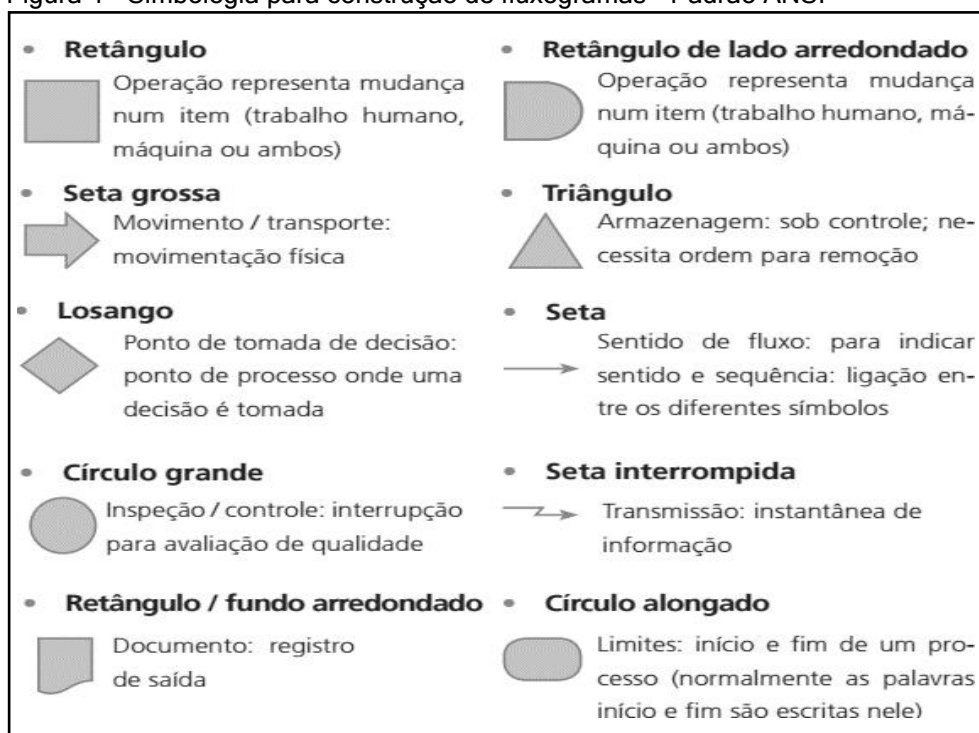 Figura 1 - Simbologia para construção de fluxogramas - Padrão ANSI
• Retângulo
Operação representa mudança
num item (trabalho humano,
máquina ou ambos)
• Seta grossa
Movimento / transporte:
movimentação física
• Losango
Ponto de tomada de decisão:
ponto de processo onde uma
decisão é tomada
• Círculo grande
Inspeção / controle: interrupção
para avaliação de qualidade
• Retângulo / fundo arredondado
Documento: registro
de saída
• Retângulo de lado arredondado
Operação representa mudança
num item (trabalho humano, má-
quina ou ambos)
• Triângulo
Armazenagem: sob controle; ne-
cessita ordem para remoção
• Seta
Sentido de fluxo: para indicar
sentido e sequência: ligação en-
tre os diferentes símbolos
• Seta interrompida
Transmissão: instantânea de
informação
• Círculo alongado
Limites: início e fim de um pro-
cesso (normalmente as palavras
início e fim são escritas nele)